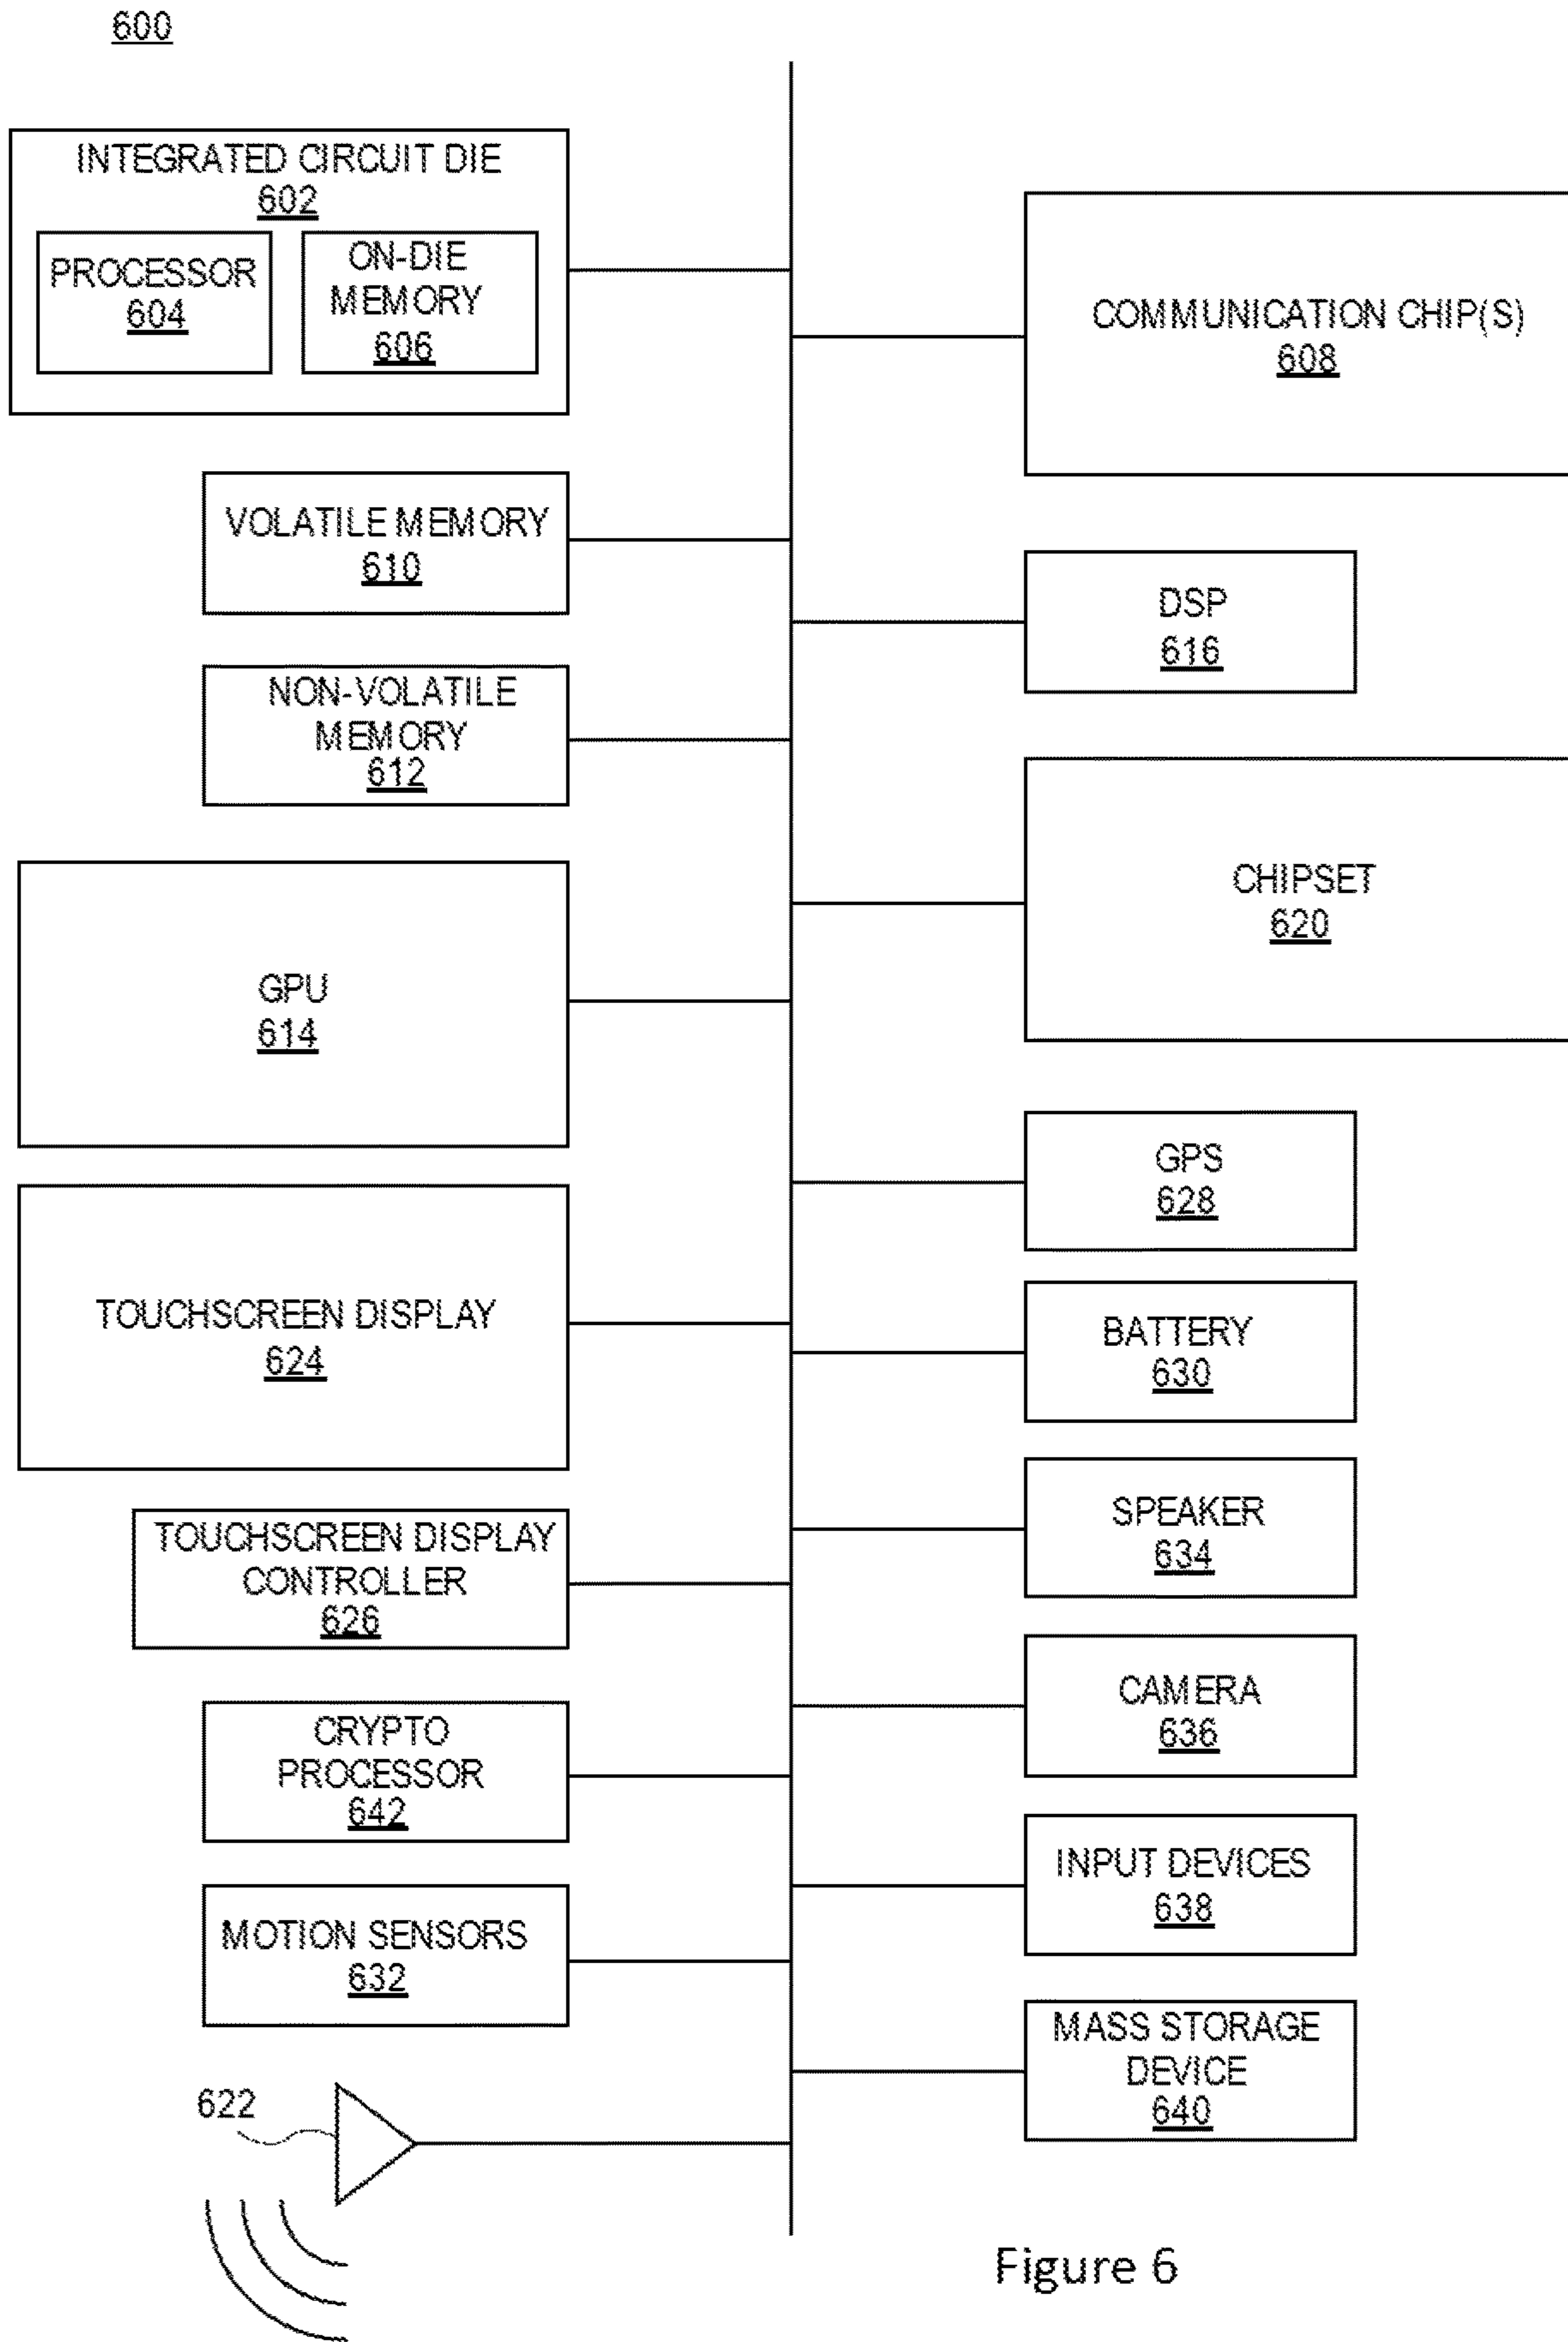 600
INTEGRATED CIRCUIT DIE
602
PROCESSOR
604
ON-DIE
MEMORY
606
VOLATILE MEMORY
610
NON-VOLATILE
MEMORY
612
GPU
614
TOUCHSCREEN DISPLAY
624
TOUCHSCREEN DISPLAY
CONTROLLER
626
CRYPTO
PROCESSOR
642
MOTION SENSORS
632
622
COMMUNICATION CHIP(S)
608
DSP
616
CHIPSET
620
GPS
628
BATTERY
630
SPEAKER
634
CAMERA
636
INPUT DEVICES
638
MASS STORAGE
DEVICE
640
Figure 6